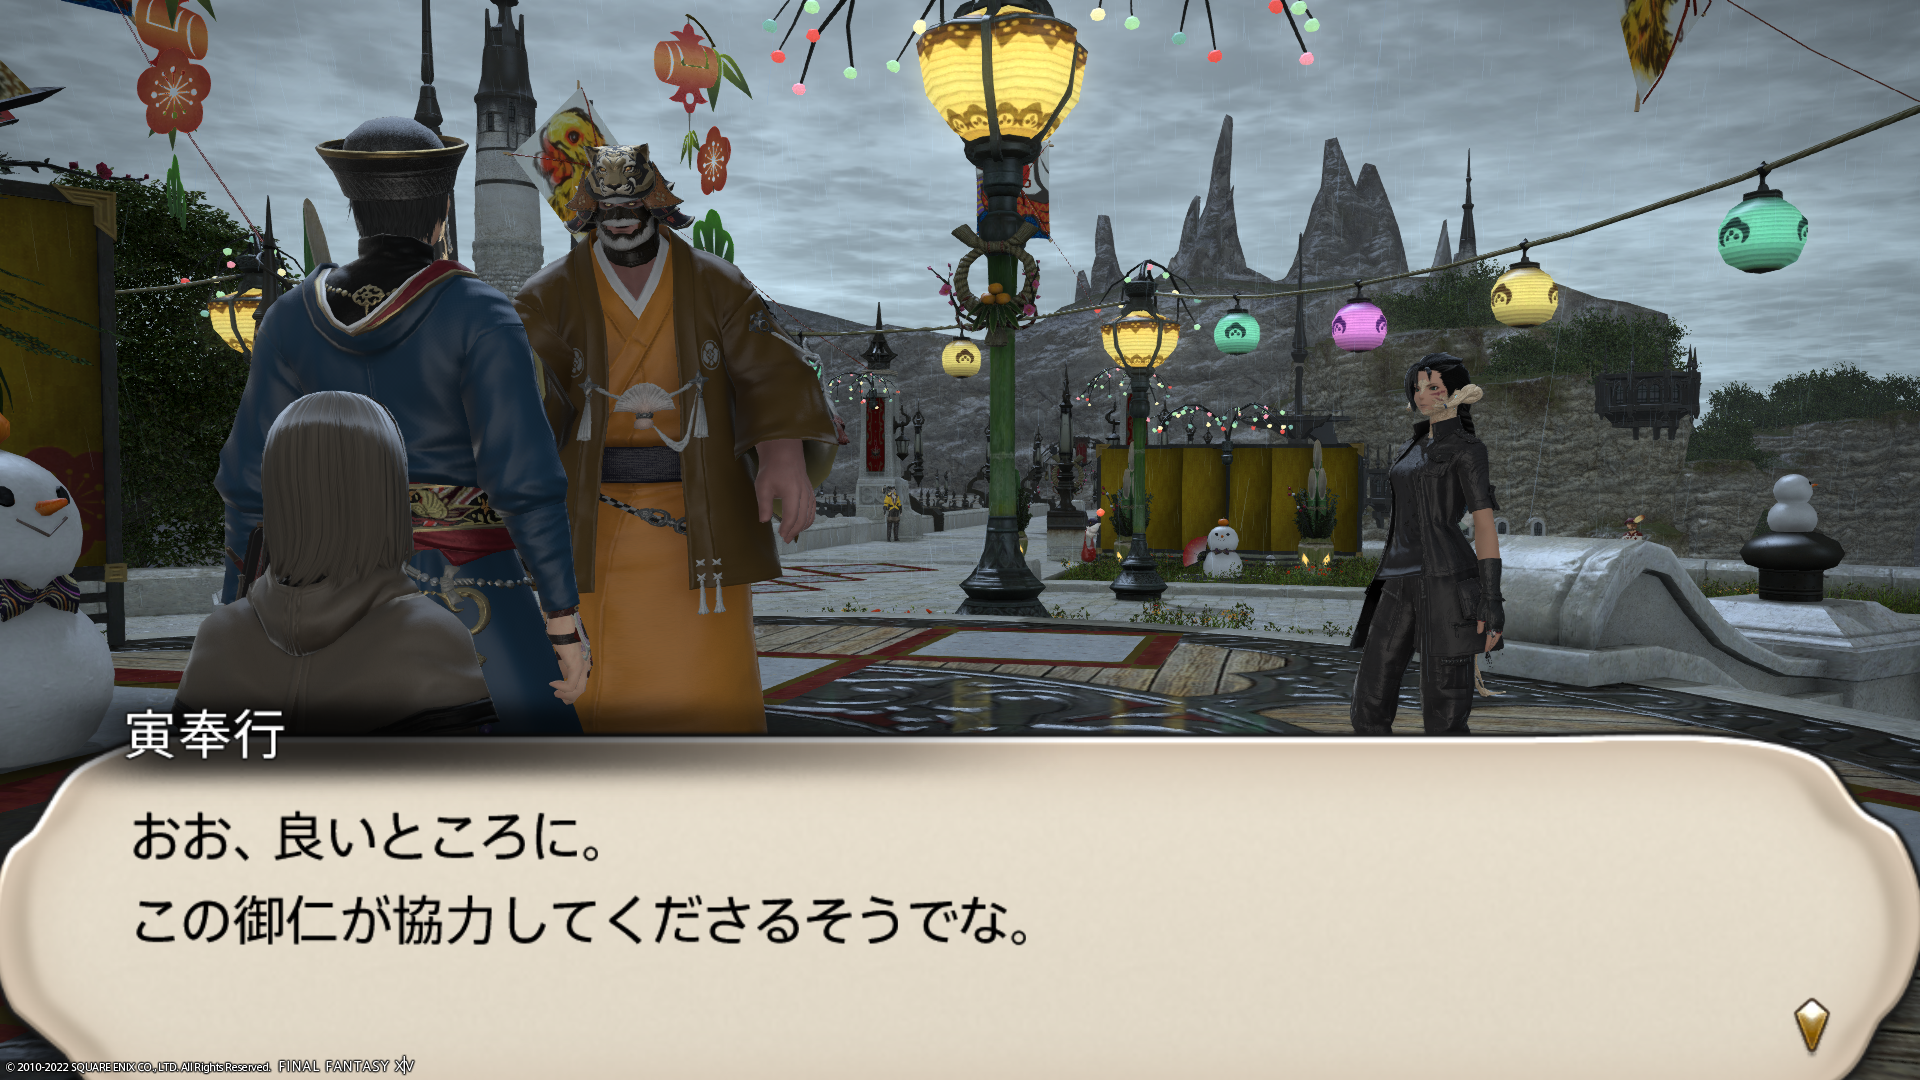 寅奉行
おお、良いところに。
この御仁が協力してくださるそうでな。
© 2010-2022 SQUARE ENIX CO., LTD. All Rights Reserved. FINAL FANTASY XIV